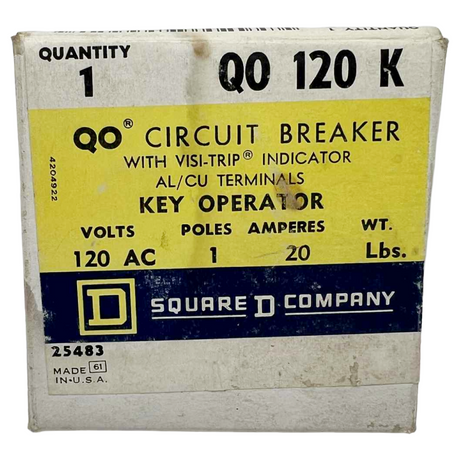 QUANTITY
1
QO 120 K
QO® CIRCUIT BREAKER
WITH VISI-TRIP® INDICATOR
AL/CU TERMINALS
KEY OPERATOR
4204922
VOLTS POLES AMPERES WT.
120 AC 1 20 Lbs.
D SQUARE D COMPANY
25483
MADE 61
IN U.S.A.